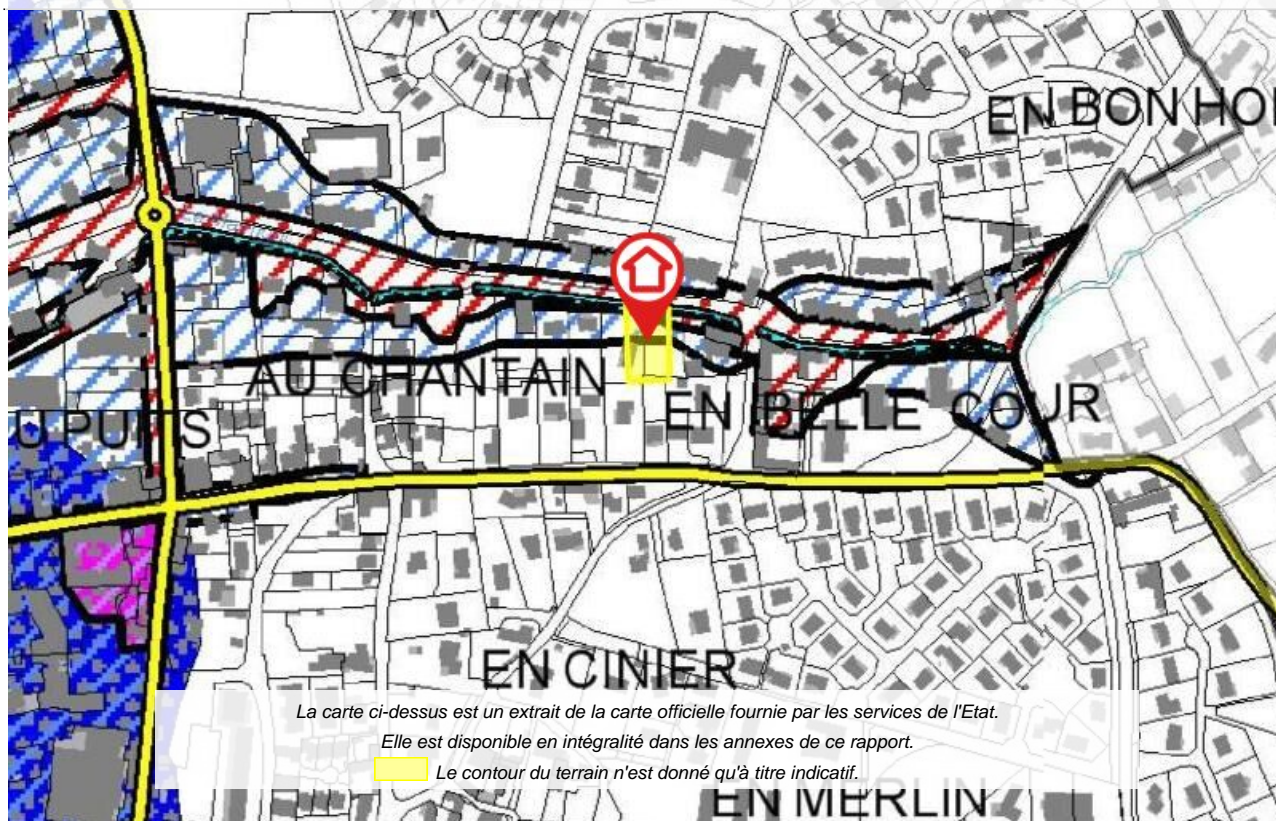 EN BON HO
AU CHANTAIN
EN BELLE COUR
U PUITS
EN CINIER
La carte ci-dessus est un extrait de la carte officielle fournie par les services de l'Etat.
Elle est disponible en intégralité dans les annexes de ce rapport.
Le contour du terrain n'est donné qu'à titre indicatif.
EN MERLIN